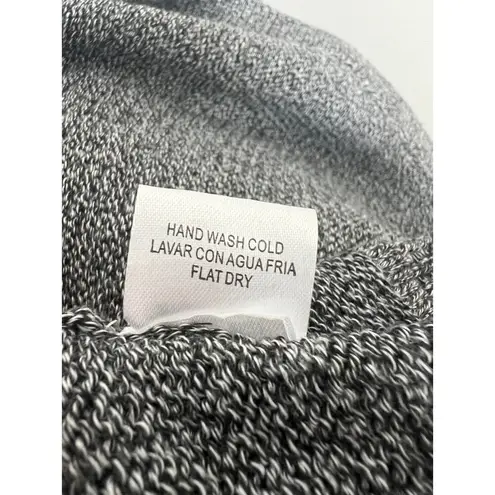 HAND WASH COLD
LAVAR CON AGUA FRIA
FLAT DRY